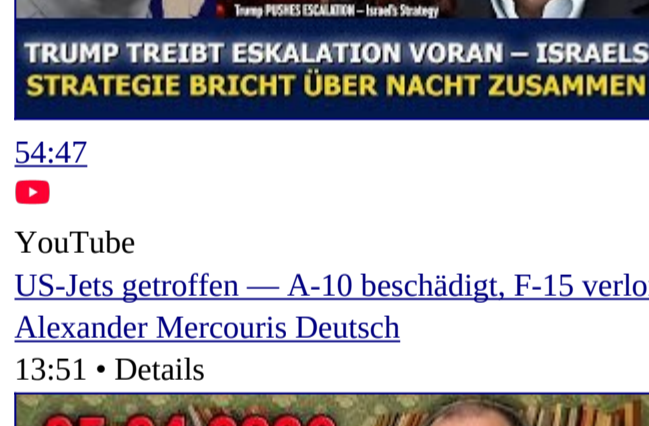 Trump PUSHES ESCALATION – Israel's Strategy
TRUMP TREIBT ESKALATION VORAN – ISRAELS
STRATEGIE BRICHT ÜBER NACHT ZUSAMMEN
54:47
YouTube
US-Jets getroffen — A-10 beschädigt, F-15 verlo
Alexander Mercouris Deutsch
13:51 • Details